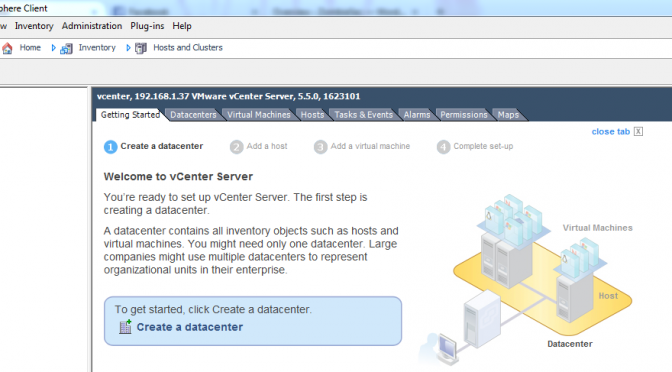 phere Client
Facebook
w Inventory Administration Plug-ins Help
Home Inventory Hosts and Clusters
vcenter, 192.168.1.37 VMware vCenter Server, 5.5.0, 1623101
Getting Started Datacenters Virtual Machines Hosts Tasks & Events Alarms Permissions Maps
close tab X
1 Create a datacenter 2 Add a host 3 Add a virtual machine 4 Complete set-up
Welcome to vCenter Server
You're ready to set up vCenter Server. The first step is
creating a datacenter.
A datacenter contains all inventory objects such as hosts and
virtual machines. You might need only one datacenter. Large
companies might use multiple datacenters to represent
organizational units in their enterprise.
To get started, click Create a datacenter.
Create a datacenter
Virtual Machines
Host
Datacenter